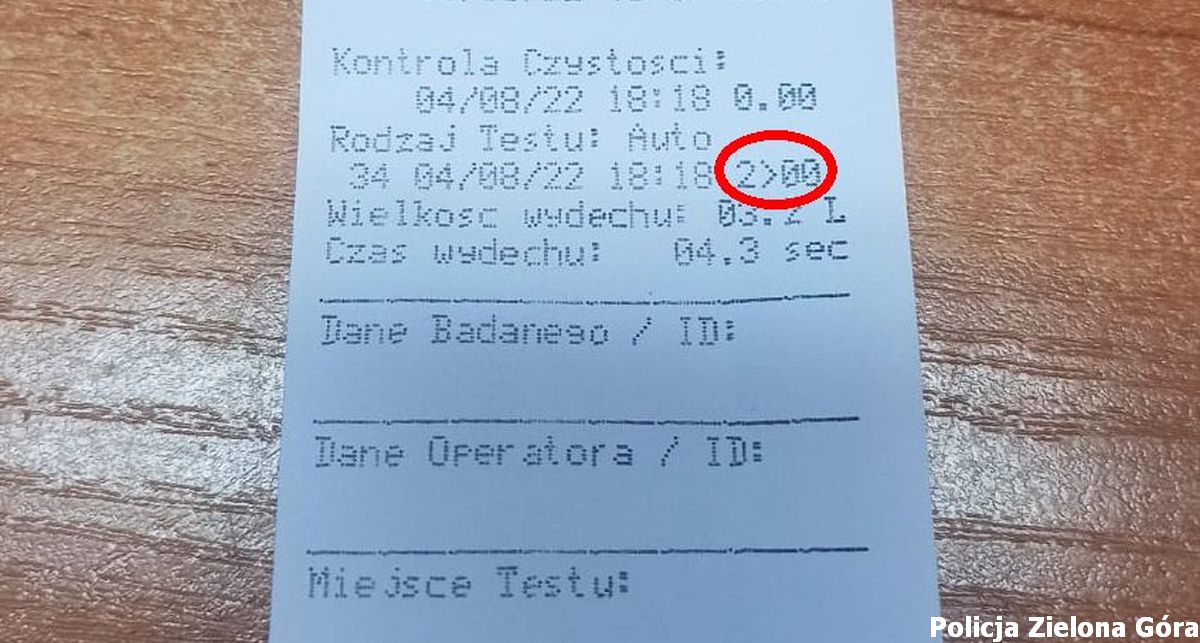 Kontrola Czystosci:
04/08/22 18:18 0.00
Rodzaj Testu: Auto
34 04/08/22 18:18 2>00
Wielkosc wydechu: 03.2 L
Czas wydechu: 04.3 sec
Dane Badanego / ID:
Dane Operatora / ID:
Miejsce Testu:
Policja Zielona Góra